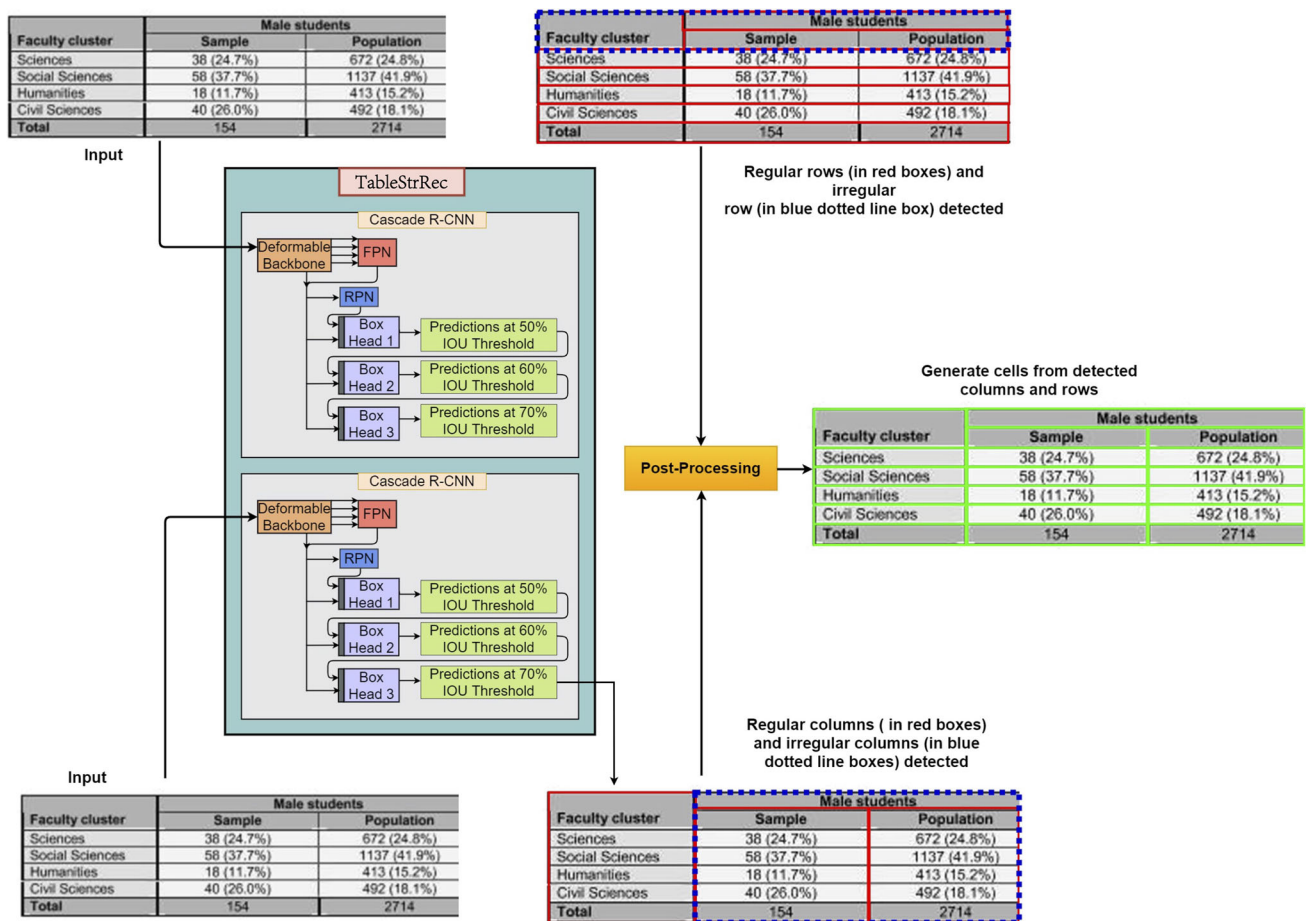 Male students
Faculty cluster Sample Population
Sciences 38 (24.7%) 672 (24.8%)
Social Sciences 58 (37.7%) 1137 (41.9%)
Humanities 18 (11.7%) 413 (15.2%)
Civil Sciences 40 (26.0%) 492 (18.1%)
Total 154 2714
Input
Male students
Faculty cluster Sample Population
Sciences 38 (24.7%) 672 (24.8%)
Social Sciences 58 (37.7%) 1137 (41.9%)
Humanities 18 (11.7%) 413 (15.2%)
Civil Sciences 40 (26.0%) 492 (18.1%)
Total 154 2714
Regular rows (in red boxes) and
irregular
row (in blue dotted line box) detected
TableStrRec
Cascade R-CNN
Deformable
Backbone
FPN
RPN
Box
Head 1
Predictions at 50%
IOU Threshold
Box
Head 2
Predictions at 60%
IOU Threshold
Box
Head 3
Predictions at 70%
IOU Threshold
Cascade R-CNN
Deformable
Backbone
FPN
RPN
Box
Head 1
Predictions at 50%
IOU Threshold
Box
Head 2
Predictions at 60%
IOU Threshold
Box
Head 3
Predictions at 70%
IOU Threshold
Post-Processing
Generate cells from detected
columns and rows
Male students
Faculty cluster Sample Population
Sciences 38 (24.7%) 672 (24.8%)
Social Sciences 58 (37.7%) 1137 (41.9%)
Humanities 18 (11.7%) 413 (15.2%)
Civil Sciences 40 (26.0%) 492 (18.1%)
Total 154 2714
Input
Male students
Faculty cluster Sample Population
Sciences 38 (24.7%) 672 (24.8%)
Social Sciences 58 (37.7%) 1137 (41.9%)
Humanities 18 (11.7%) 413 (15.2%)
Civil Sciences 40 (26.0%) 492 (18.1%)
Total 154 2714
Regular columns ( in red boxes)
and irregular columns (in blue
dotted line boxes) detected
Male students
Faculty cluster Sample Population
Sciences 38 (24.7%) 672 (24.8%)
Social Sciences 58 (37.7%) 1137 (41.9%)
Humanities 18 (11.7%) 413 (15.2%)
Civil Sciences 40 (26.0%) 492 (18.1%)
Total 154 2714